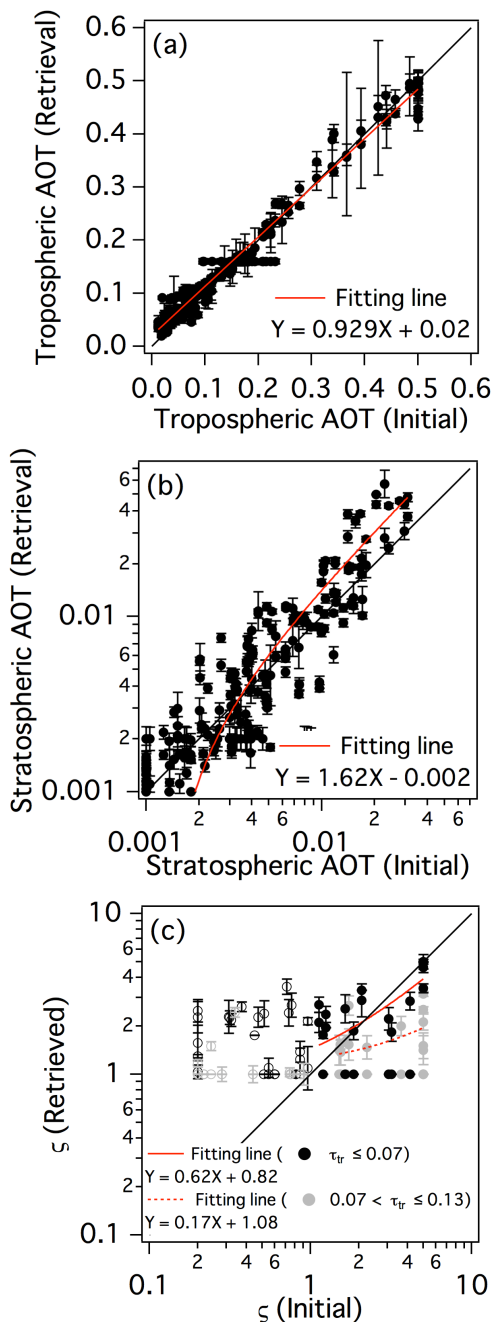 (a)
0.6
0.5
0.4
0.3
0.2
0.1
0.0
Tropospheric AOT (Retrieval)
Fitting line
Y = 0.929X + 0.02
0.0 0.1 0.2 0.3 0.4 0.5 0.6
Tropospheric AOT (Initial)
(b)
6
4
2
0.01
6
4
2
0.001
Stratospheric AOT (Retrieval)
Fitting line
Y = 1.62X - 0.002
0.001 2 4 6 0.01 2 4 6
Stratospheric AOT (Initial)
(c)
10
6
4
2
1
6
4
2
0.1
ς (Retrieved)
Fitting line ( τtr ≤ 0.07)
Y = 0.62X + 0.82
Fitting line ( 0.07 < τtr ≤ 0.13)
Y = 0.17X + 1.08
0.1 2 3 4 6 1 2 3 4 6 10
ς (Initial)